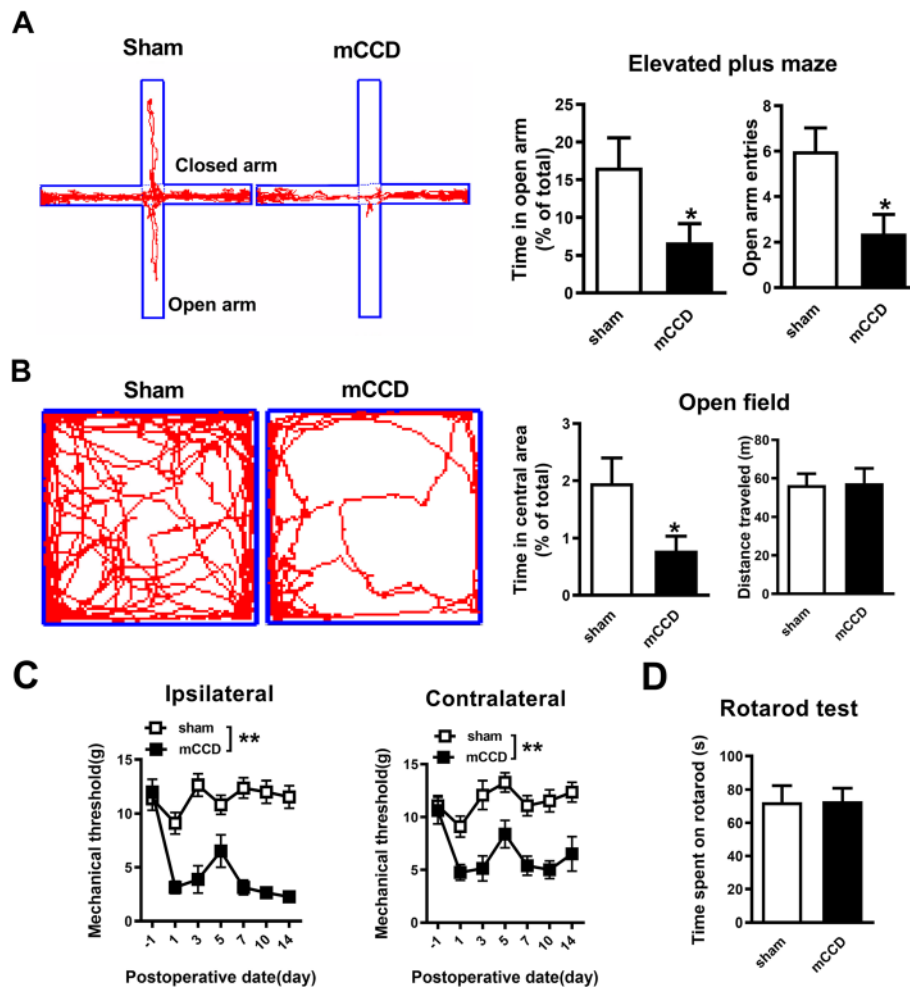 A
Sham
mCCD
Closed arm
Open arm
Elevated plus maze
Time in open arm
(% of total)
25
20
15
10
5
0
*
sham
mCCD
Open arm entries
8
6
4
2
0
*
sham
mCCD
B
Sham
mCCD
Open field
Time in central area
(% of total)
3
2
1
0
*
sham
mCCD
Distance traveled (m)
80
60
40
20
0
sham
mCCD
C
Ipsilateral
sham
mCCD
**
Mechanical threshold(g)
15
10
5
0
-1 1 3 5 7 10 14
Postoperative date(day)
Contralateral
sham
mCCD
**
Mechanical threshold(g)
15
10
5
0
-1 1 3 5 7 10 14
Postoperative date(day)
D
Rotarod test
Time spent on rotarod (s)
100
80
60
40
20
0
sham
mCCD